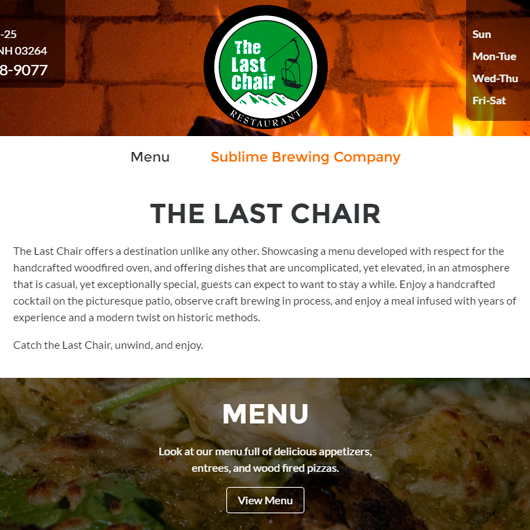 -25
NH 03264
8-9077
The
Last
Chair
RESTAURANT
Sun
Mon-Tue
Wed-Thu
Fri-Sat
Menu
Sublime Brewing Company
THE LAST CHAIR
The Last Chair offers a destination unlike any other. Showcasing a menu developed with respect for the
handcrafted woodfired oven, and offering dishes that are uncomplicated, yet elevated, in an atmosphere
that is casual, yet exceptionally special, guests can expect to want to stay a while. Enjoy a handcrafted
cocktail on the picturesque patio, observe craft brewing in process, and enjoy a meal infused with years of
experience and a modern twist on historic methods.
Catch the Last Chair, unwind, and enjoy.
MENU
Look at our menu full of delicious appetizers,
entrees, and wood fired pizzas.
View Menu